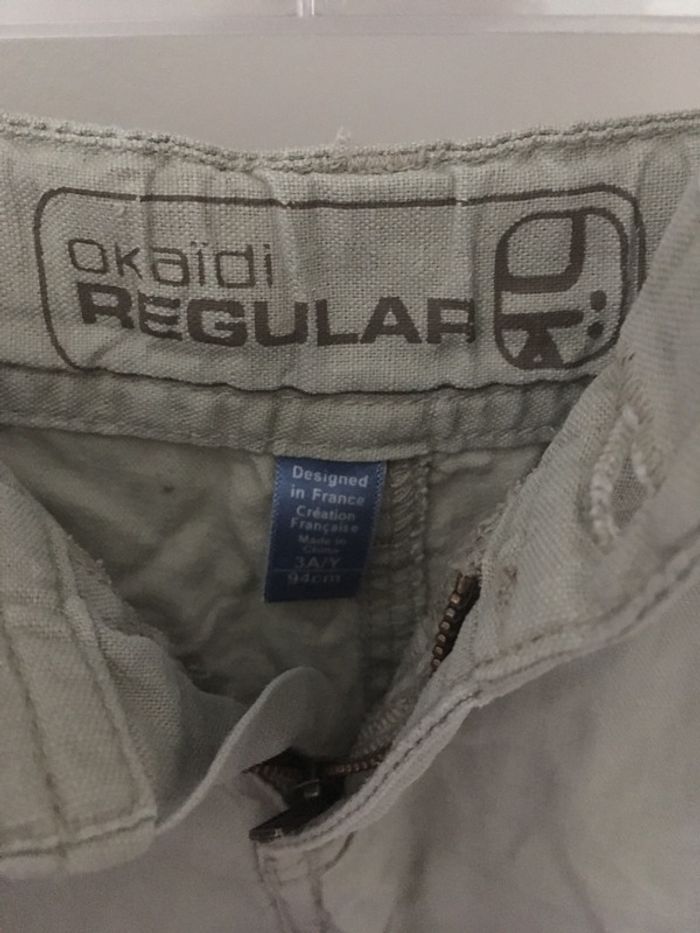 okaïdi
REGULAR
Designed
in France
Création
Française
Made in
China
3A/Y
94cm